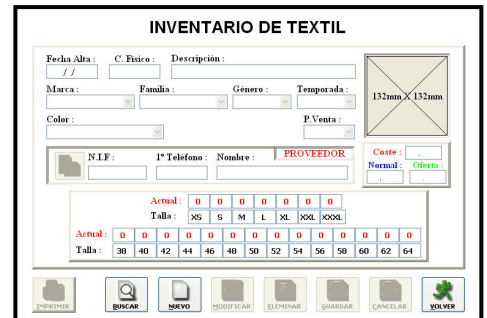 INVENTARIO DE TEXTIL
Fecha Alta : C. Fisico : Descripción :
/ /
Marca : Familia : Género : Temporada :
132mm X 132mm
Color : P.Venta :
PROVEEDOR
N.I.F : 1º Teléfono : Nombre :
Coste : .
Normal : Oferta :
. .
Actual : 0 0 0 0 0 0 0
Talla : XS S M L XL XXL XXXL
Actual : 0 0 0 0 0 0 0 0 0 0 0 0 0 0
Talla : 38 40 42 44 46 48 50 52 54 56 58 60 62 64
IMPRIMIR BUSCAR NUEVO MODIFICAR ELIMINAR GUARDAR CANCELAR VOLVER